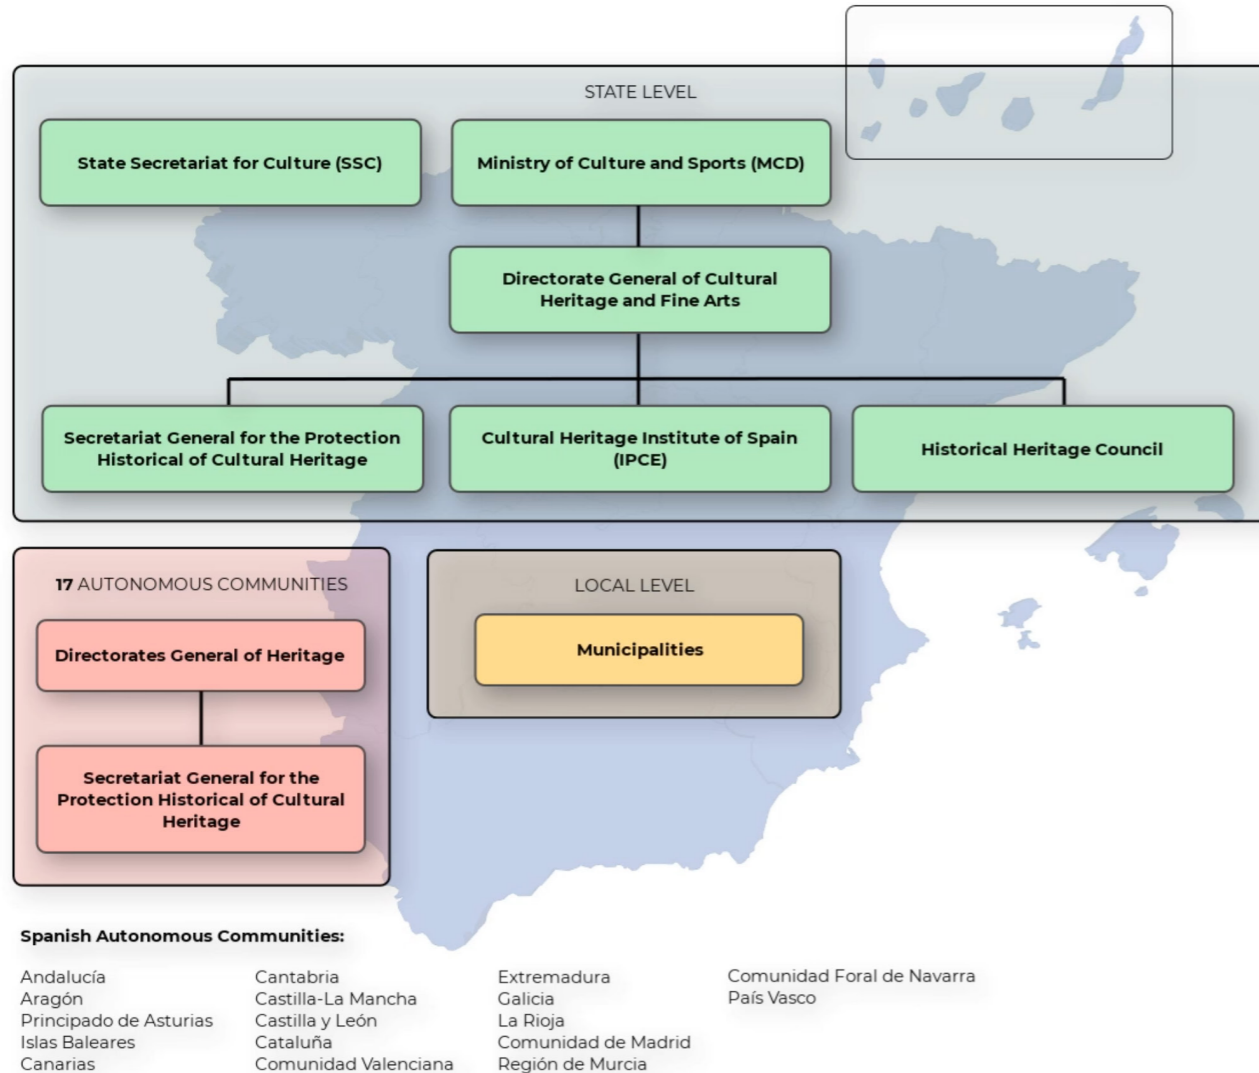 STATE LEVEL
State Secretariat for Culture (SSC)
Ministry of Culture and Sports (MCD)
Directorate General of Cultural
Heritage and Fine Arts
Secretariat General for the Protection
Historical of Cultural Heritage
Cultural Heritage Institute of Spain
(IPCE)
Historical Heritage Council
17 AUTONOMOUS COMMUNITIES
Directorates General of Heritage
Secretariat General for the
Protection Historical of Cultural
Heritage
LOCAL LEVEL
Municipalities
Spanish Autonomous Communities:
Andalucía
Aragón
Principado de Asturias
Islas Baleares
Canarias
Cantabria
Castilla-La Mancha
Castilla y León
Cataluña
Comunidad Valenciana
Extremadura
Galicia
La Rioja
Comunidad de Madrid
Región de Murcia
Comunidad Foral de Navarra
País Vasco